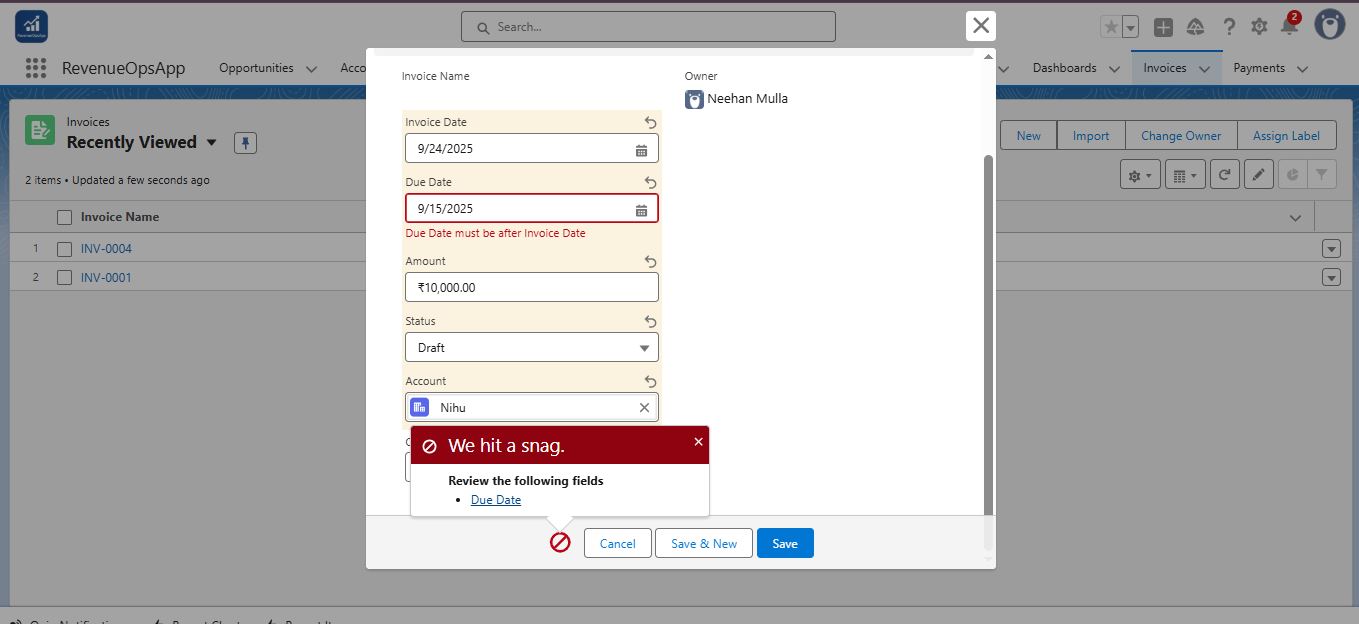 Search...
2
RevenueOpsApp
Opportunities
Acco
Dashboards
Invoices
Payments
Invoices
Recently Viewed
2 items • Updated a few seconds ago
New
Import
Change Owner
Assign Label
Invoice Name
1
INV-0004
2
INV-0001
Invoice Name
Owner
Neehan Mulla
Invoice Date
9/24/2025
Due Date
9/15/2025
Due Date must be after Invoice Date
Amount
₹10,000.00
Status
Draft
Account
Nihu
We hit a snag.
Review the following fields
• Due Date
Cancel
Save & New
Save